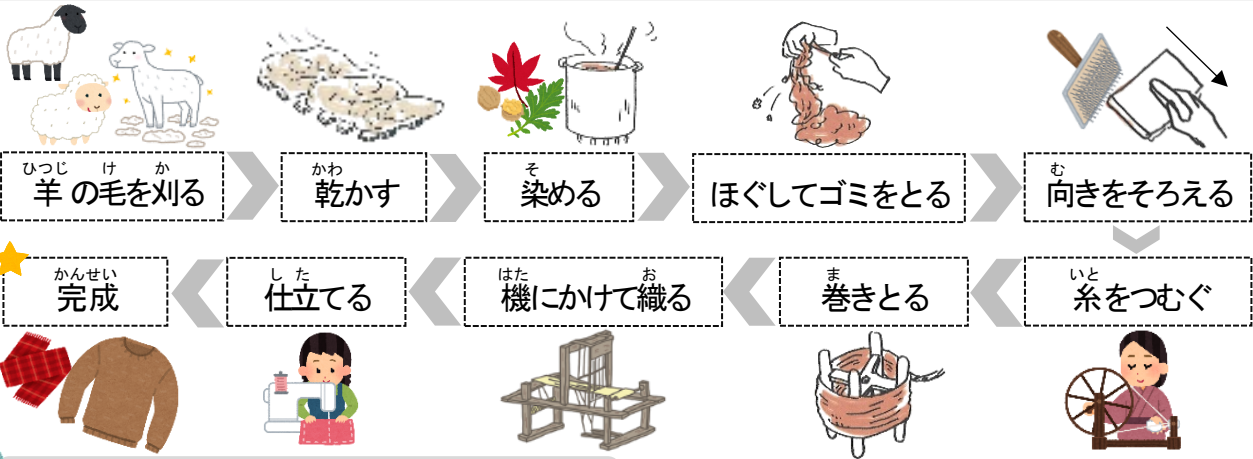 ひつじ け か
羊の毛を刈る
かわ
乾かす
そ
染める
ほぐしてゴミをとる
む
向きをそろえる
いと
糸をつむぐ
ま
巻きとる
はた お
機にかけて織る
し た
仕立てる
かんせい
完成